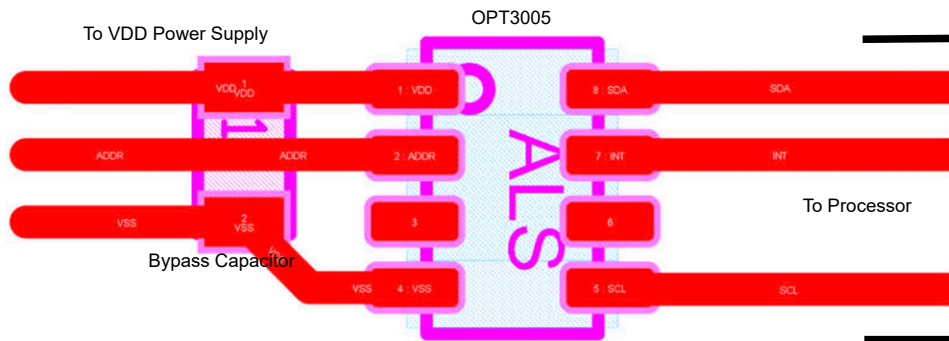 OPT3005
To VDD Power Supply
VDD
1
VDD
1 : VDD
8 : SDA
SDA
1
ADDR
ADDR
2 : ADDR
ALS
7 : INT
INT
VSS
2
VSS
3
6
To Processor
Bypass Capacitor
VSS
4 : VSS
5 : SCL
SCL